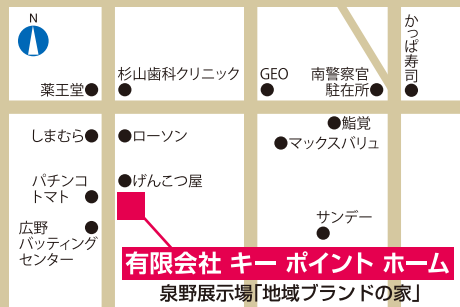 N
薬王堂
杉山歯科クリニック
GEO
南警察官
駐在所
かっぱ寿司
しまむら
ローソン
鮨覚
マックスバリュ
パチンコ
トマト
げんこつ屋
広野
バッティング
センター
サンデー
有限会社 キー ポイント ホーム
泉野展示場「地域ブランドの家」